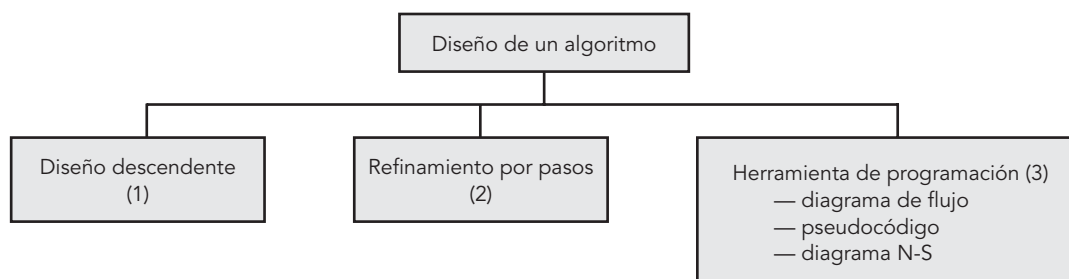 Diseño de un algoritmo
Diseño descendente
(1)
Refinamiento por pasos
(2)
Herramienta de programación (3)
— diagrama de flujo
— pseudocódigo
— diagrama N-S